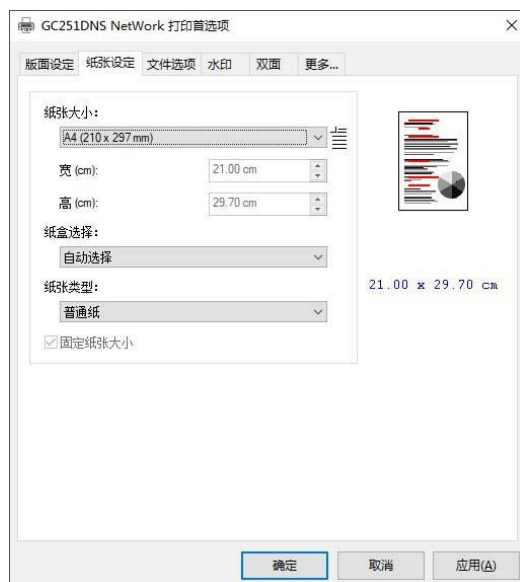 GC251DNS NetWork 打印首选项
版面设定 纸张设定 文件选项 水印 双面 更多...
纸张大小：
A4 (210 x 297 mm)
宽 (cm): 21.00 cm
高 (cm): 29.70 cm
纸盒选择：
自动选择
纸张类型：
普通纸
固定纸张大小
21.00 x 29.70 cm
确定 取消 应用(A)